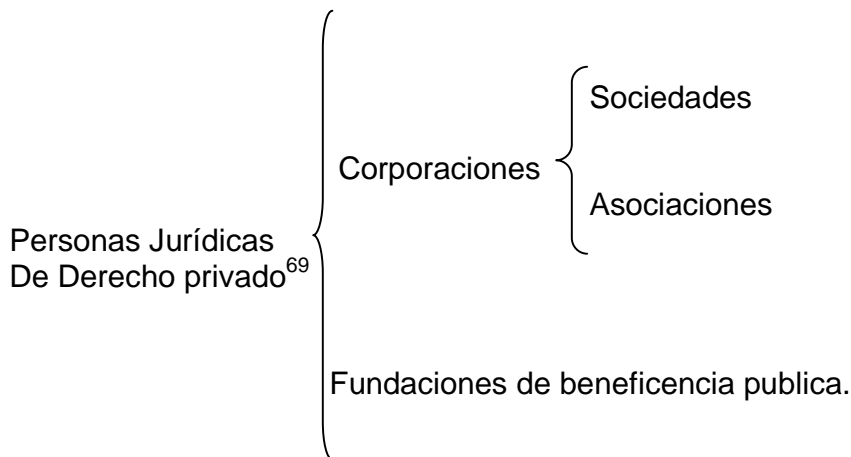 Sociedades
Corporaciones
Asociaciones
Personas Jurídicas
De Derecho privado69
Fundaciones de beneficencia publica.